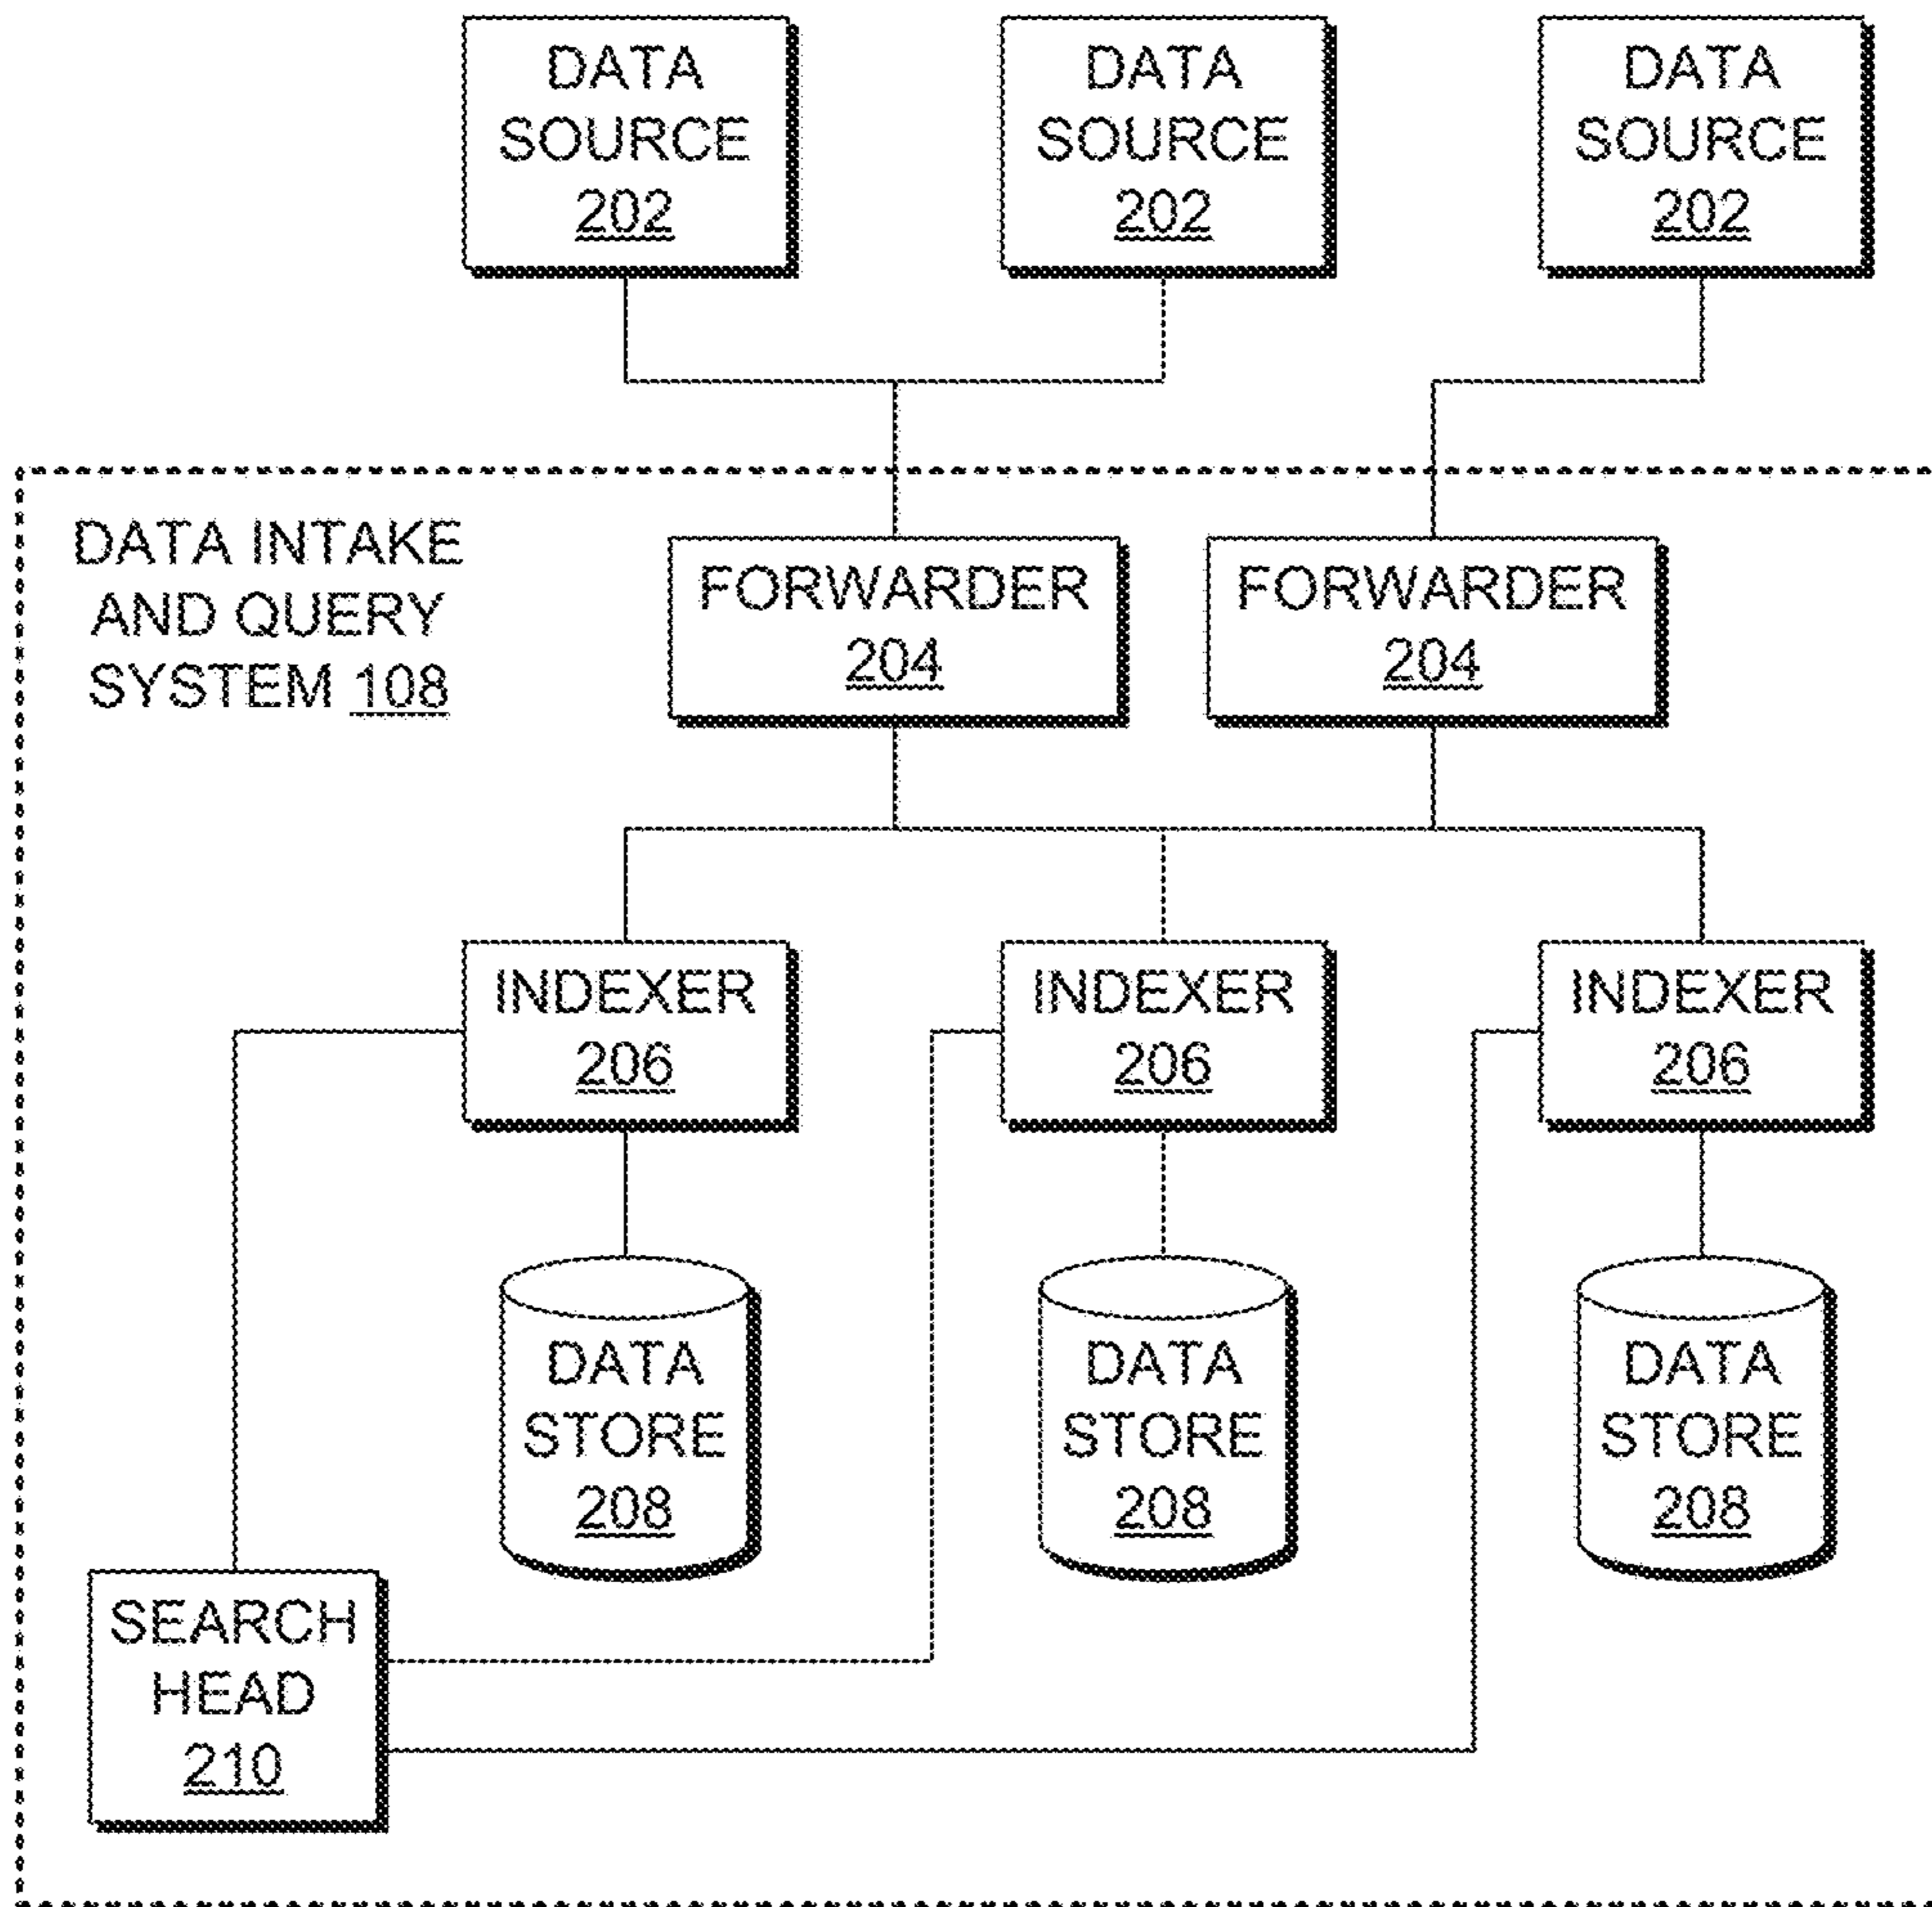 DATA
SOURCE
202
DATA
SOURCE
202
DATA
SOURCE
202
DATA INTAKE
AND QUERY
SYSTEM 108
FORWARDER
204
FORWARDER
204
INDEXER
206
INDEXER
206
INDEXER
206
DATA
STORE
208
DATA
STORE
208
DATA
STORE
208
SEARCH
HEAD
210